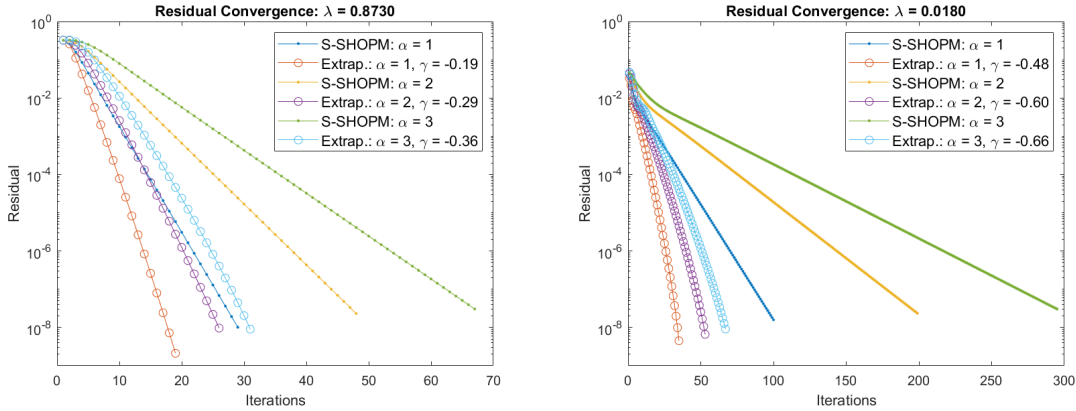 Residual Convergence: λ = 0.8730
10^0
10^-2
10^-4
10^-6
10^-8
Residual
S-SHOPM: α = 1
Extrap.: α = 1, γ = -0.19
S-SHOPM: α = 2
Extrap.: α = 2, γ = -0.29
S-SHOPM: α = 3
Extrap.: α = 3, γ = -0.36
0 10 20 30 40 50 60 70
Iterations
Residual Convergence: λ = 0.0180
10^0
10^-2
10^-4
10^-6
10^-8
Residual
S-SHOPM: α = 1
Extrap.: α = 1, γ = -0.48
S-SHOPM: α = 2
Extrap.: α = 2, γ = -0.60
S-SHOPM: α = 3
Extrap.: α = 3, γ = -0.66
0 50 100 150 200 250 300
Iterations